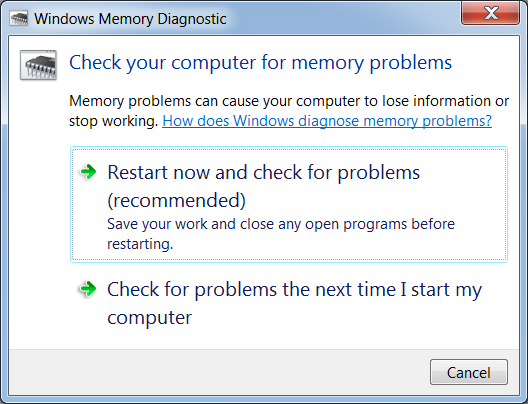 Windows Memory Diagnostic
Check your computer for memory problems
Memory problems can cause your computer to lose information or
stop working. How does Windows diagnose memory problems?
Restart now and check for problems
(recommended)
Save your work and close any open programs before
restarting.
Check for problems the next time I start my
computer
Cancel